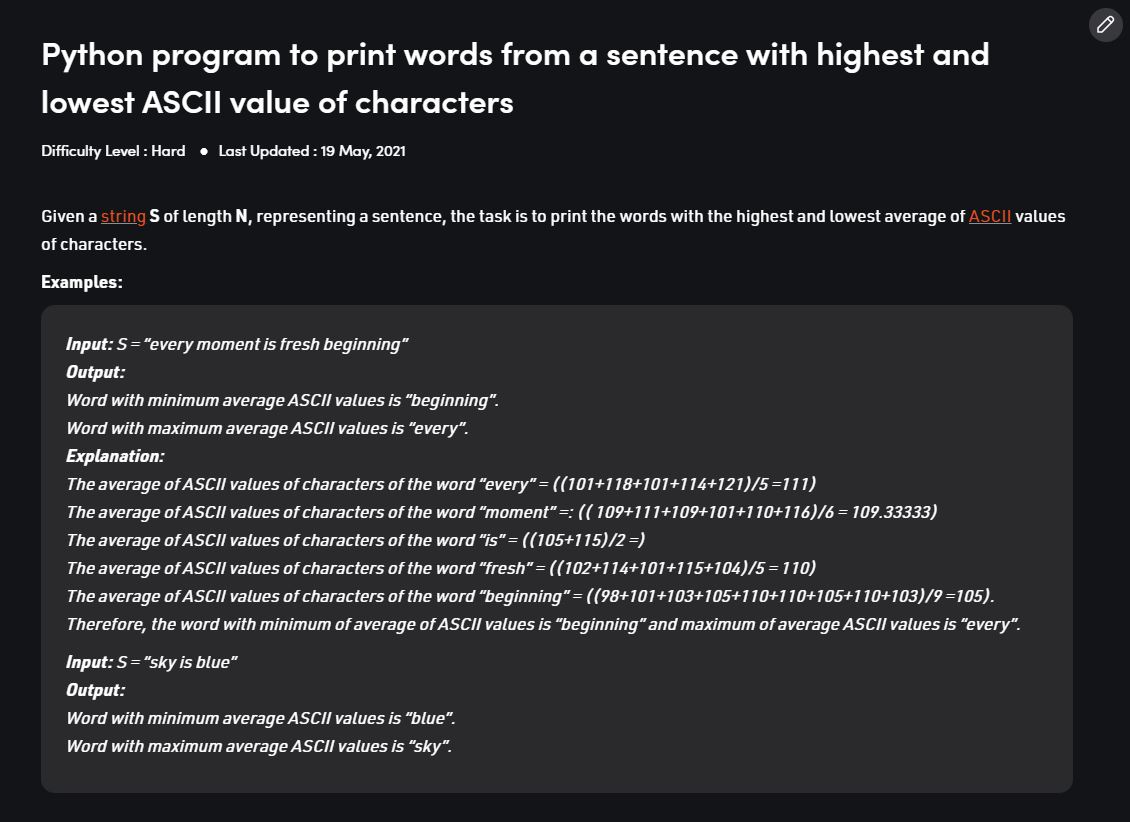 Python program to print words from a sentence with highest and
lowest ASCII value of characters
Difficulty Level : Hard ● Last Updated : 19 May, 2021
Given a string S of length N, representing a sentence, the task is to print the words with the highest and lowest average of ASCII values
of characters.
Examples:
Input: S = “every moment is fresh beginning”
Output:
Word with minimum average ASCII values is “beginning”.
Word with maximum average ASCII values is “every”.
Explanation:
The average of ASCII values of characters of the word “every” = ((101+118+101+114+121)/5 =111)
The average of ASCII values of characters of the word “moment” =: (( 109+111+109+101+110+116)/6 = 109.33333)
The average of ASCII values of characters of the word “is” = ((105+115)/2 =)
The average of ASCII values of characters of the word “fresh” = ((102+114+101+115+104)/5 = 110)
The average of ASCII values of characters of the word “beginning” = ((98+101+103+105+110+110+105+110+103)/9 =105).
Therefore, the word with minimum of average of ASCII values is “beginning” and maximum of average ASCII values is “every”.
Input: S = “sky is blue”
Output:
Word with minimum average ASCII values is ”blue”.
Word with maximum average ASCII values is “sky”.